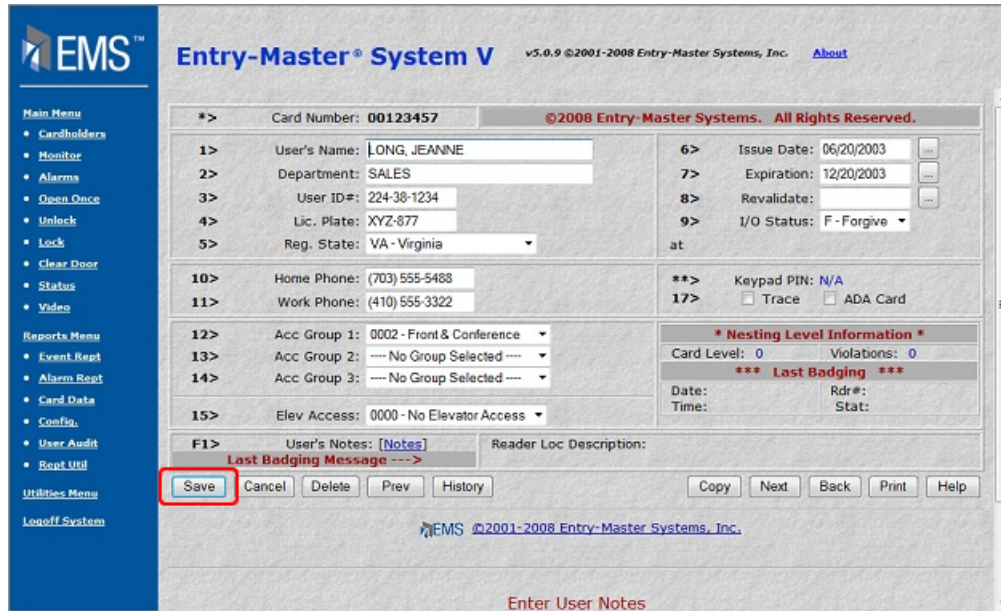 EMS™
Entry-Master® System V v5.0.9 ©2001-2008 Entry-Master Systems, Inc. About
Main Menu
• Cardholders
• Monitor
• Alarms
• Open Once
• Unlock
• Lock
• Clear Door
• Status
• Video
Reports Menu
• Event Rept
• Alarm Rept
• Card Data
• Config.
• User Audit
• Rept Util
Utilities Menu
Logoff System
*> Card Number: 00123457 ©2008 Entry-Master Systems. All Rights Reserved.
1> User's Name: LONG, JEANNE
2> Department: SALES
3> User ID#: 224-38-1234
4> Lic. Plate: XYZ-877
5> Reg. State: VA - Virginia
6> Issue Date: 06/20/2003 ...
7> Expiration: 12/20/2003 ...
8> Revalidate: ...
9> I/O Status: F - Forgive
at
10> Home Phone: (703) 555-5488
11> Work Phone: (410) 555-3322
**> Keypad PIN: N/A
17> Trace ADA Card
12> Acc Group 1: 0002 - Front & Conference
13> Acc Group 2: ---- No Group Selected ----
14> Acc Group 3: ---- No Group Selected ----
15> Elev Access: 0000 - No Elevator Access
* Nesting Level Information *
Card Level: 0 Violations: 0
*** Last Badging ***
Date: Rdr#:
Time: Stat:
F1> User's Notes: [Notes] Reader Loc Description:
Last Badging Message --->
Save Cancel Delete Prev History Copy Next Back Print Help
EMS ©2001-2008 Entry-Master Systems, Inc.
Enter User Notes